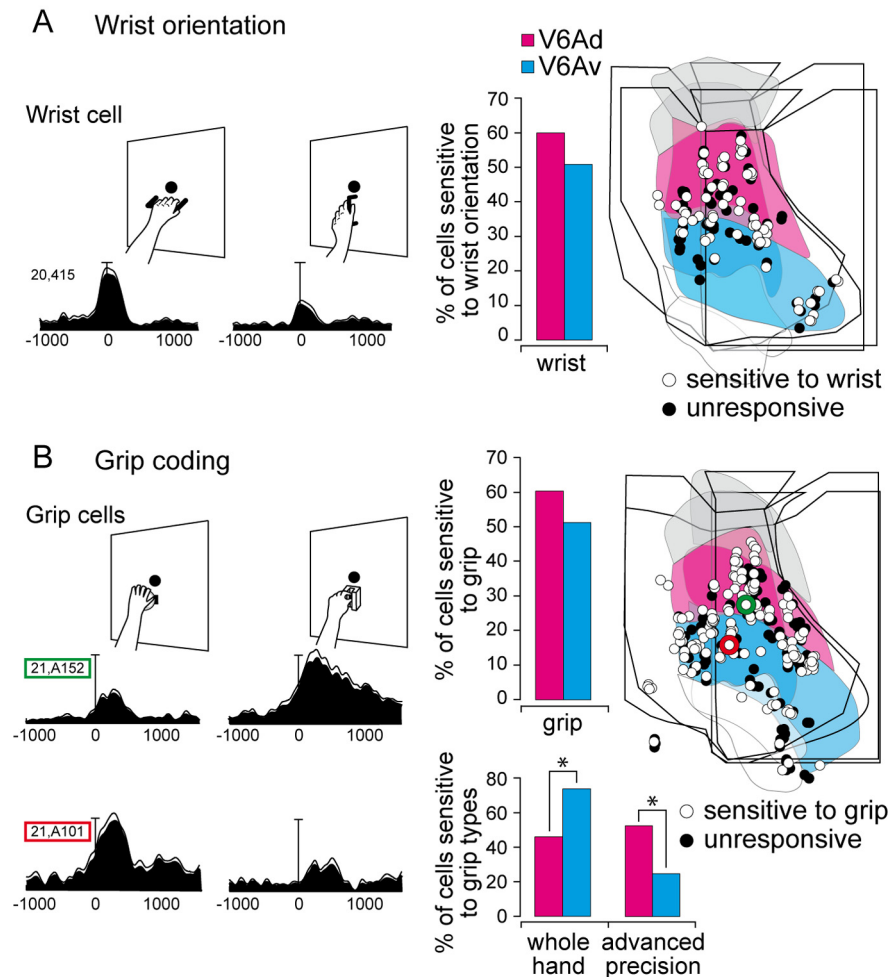 A Wrist orientation
V6Ad
V6Av
Wrist cell
20,415
-1000 0 1000
-1000 0 1000
% of cells sensitive
to wrist orientation
70
60
50
40
30
20
10
0
wrist
sensitive to wrist
unresponsive
B Grip coding
Grip cells
21,A152
-1000 0 1000
-1000 0 1000
21,A101
-1000 0 1000
-1000 0 1000
% of cells sensitive
to grip
70
60
50
40
30
20
10
0
grip
% of cells sensitive
to grip types
80
60
40
20
0
*
*
whole
hand
advanced
precision
sensitive to grip
unresponsive